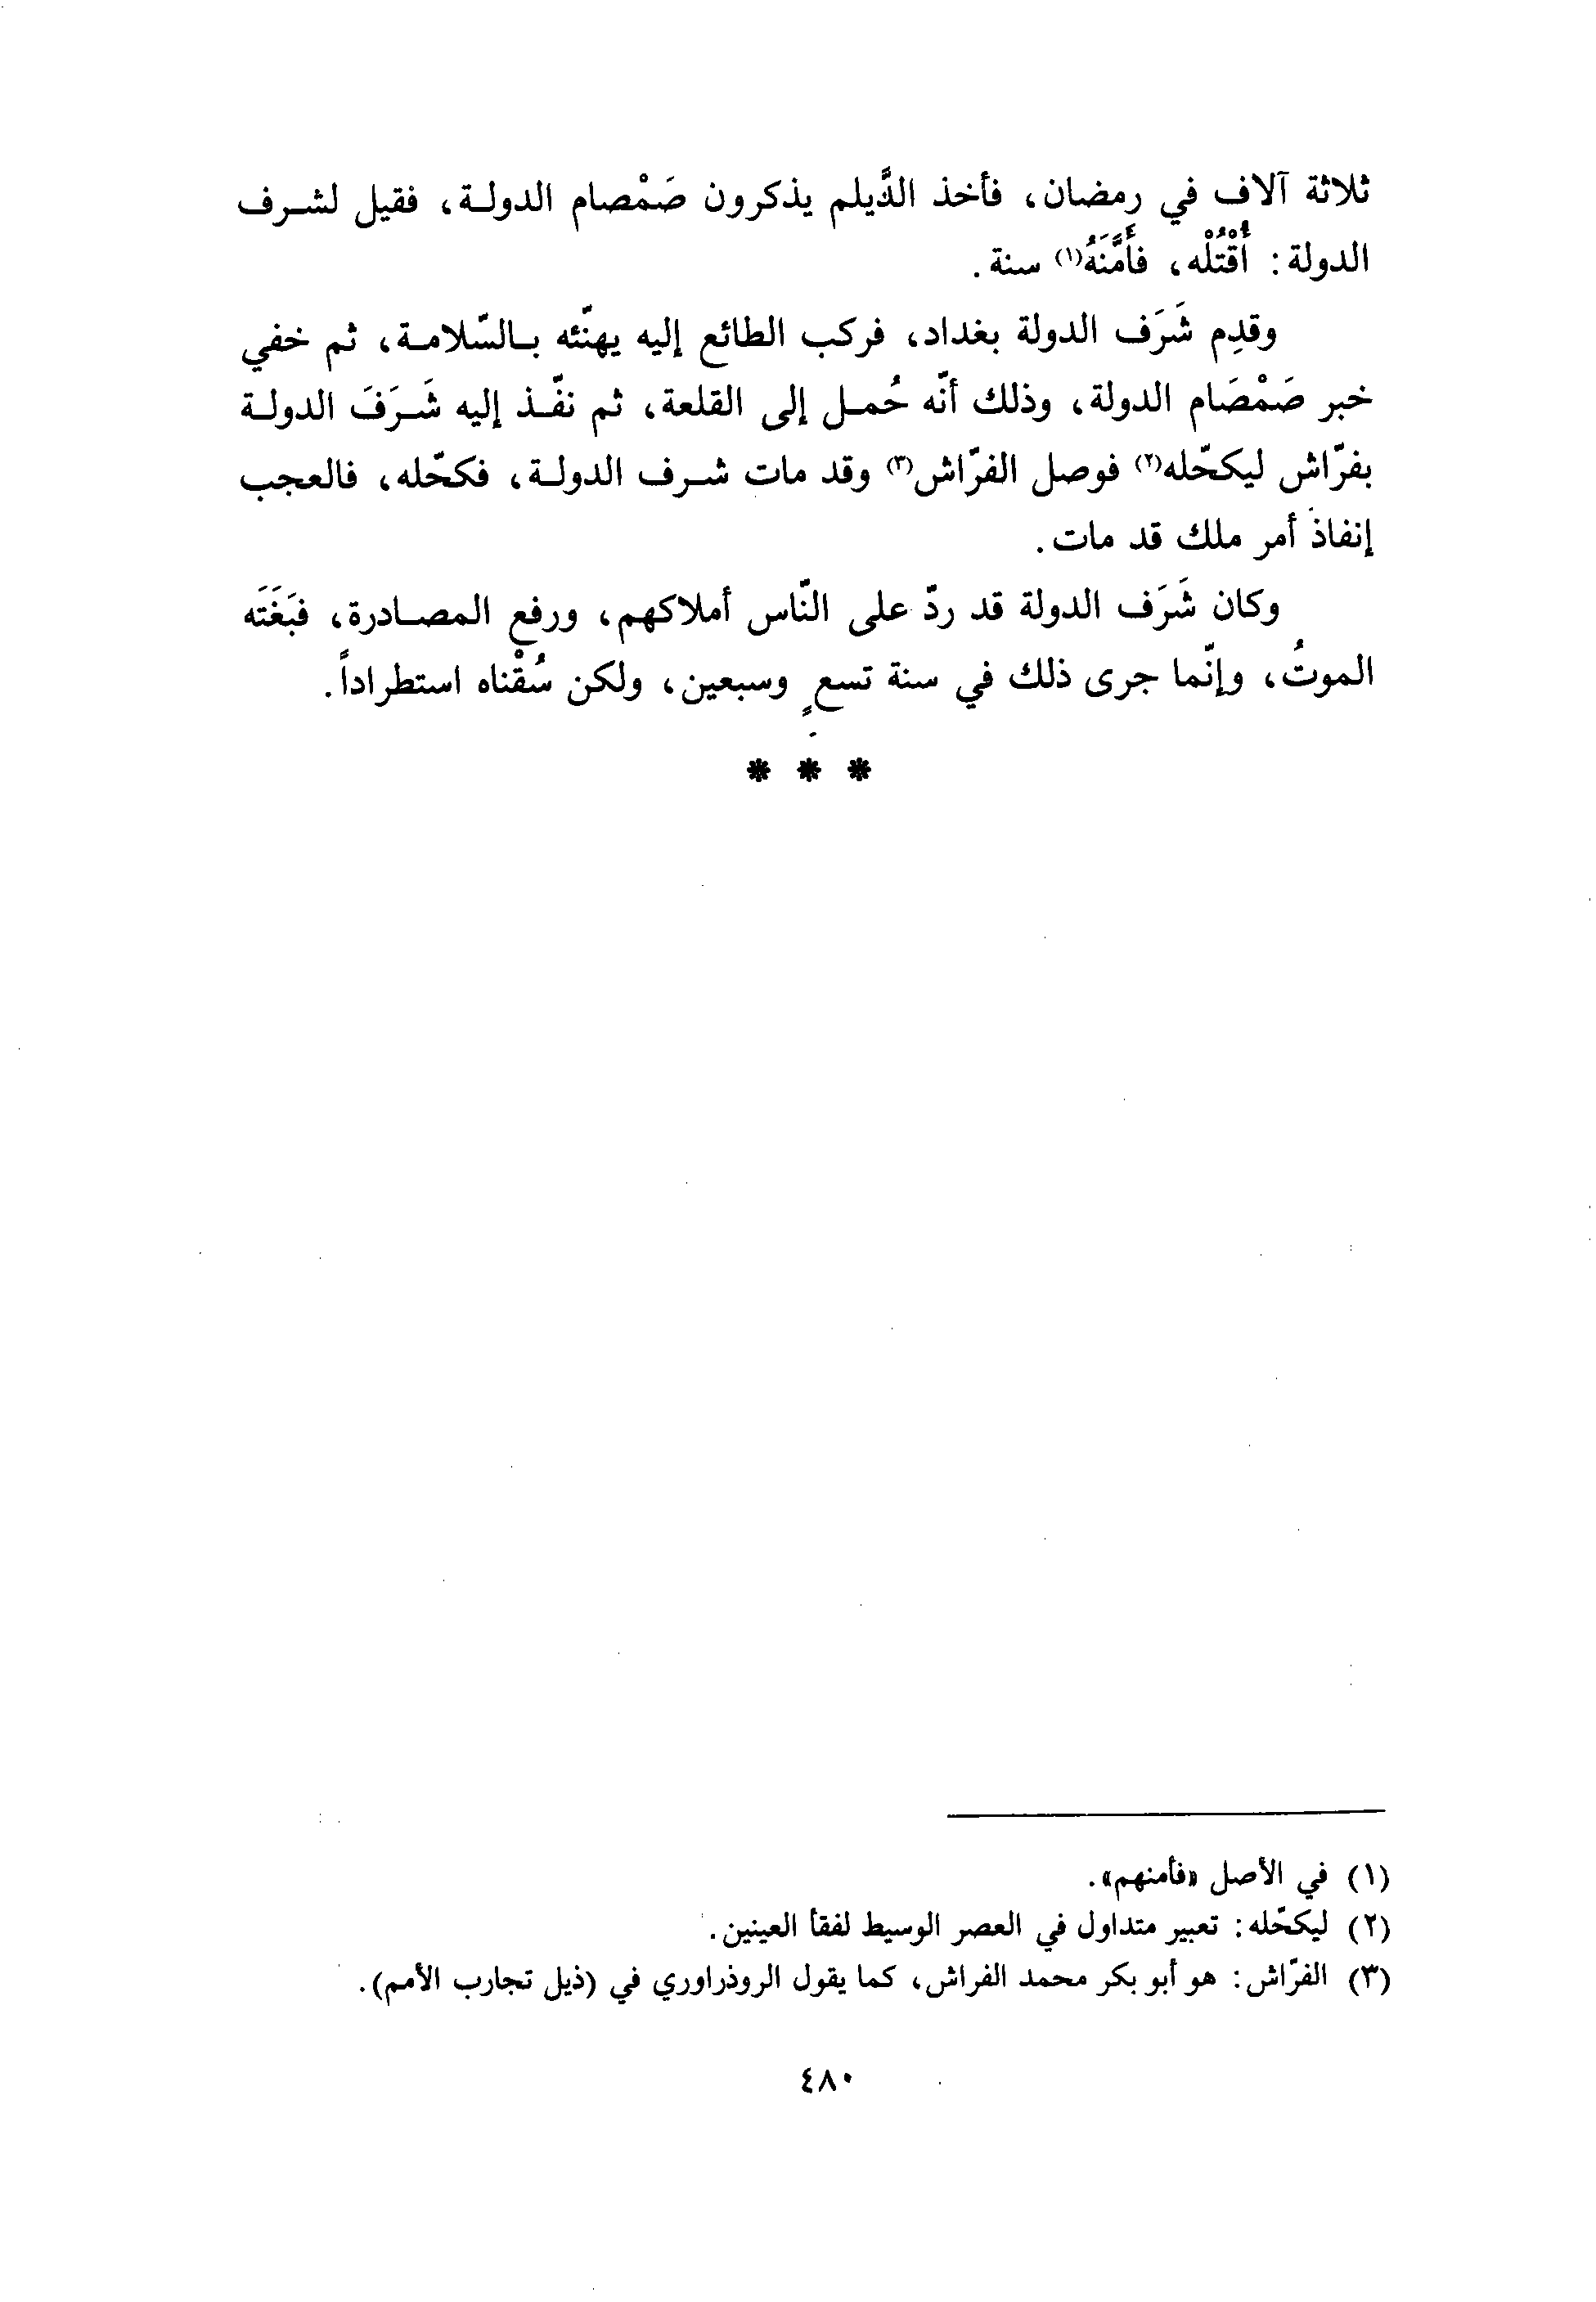 ثلاثة آلاف في رمضان، فأخذ الدَّيلم يذكرون صَمْصام الدولة، فقيل لشرف
الدولة: أُقْتُلْه، فأَمَّنَهُ(١) سنة.
وقدِم شَرَف الدولة بغداد، فركب الطائع إليه يهنّئه بالسّلامة، ثم خفي
خبر صَمْصَام الدولة، وذلك أنّه حُمل إلى القلعة، ثم نفّذ إليه شَرَفَ الدولة
بفرّاش ليكحّله(٢) فوصل الفرّاش(٣) وقد مات شرف الدولة، فكحّله، فالعجب
إنفاذَ أمر ملك قد مات.
وكان شَرَف الدولة قد ردّ على النّاس أملاكهم، ورفع المصادرة، فبَغَتَه
الموتُ، وإنّما جرى ذلك في سنة تسعٍ وسبعين، ولكن سُقْناه استطراداً.
* * *
(١) في الأصل «فأمنهم».
(٢) ليكحّله: تعبير متداول في العصر الوسيط لفقأ العينين.
(٣) الفرّاش: هو أبو بكر محمد الفراش، كما يقول الروذراوري في (ذيل تجارب الأمم).
٤٨٠